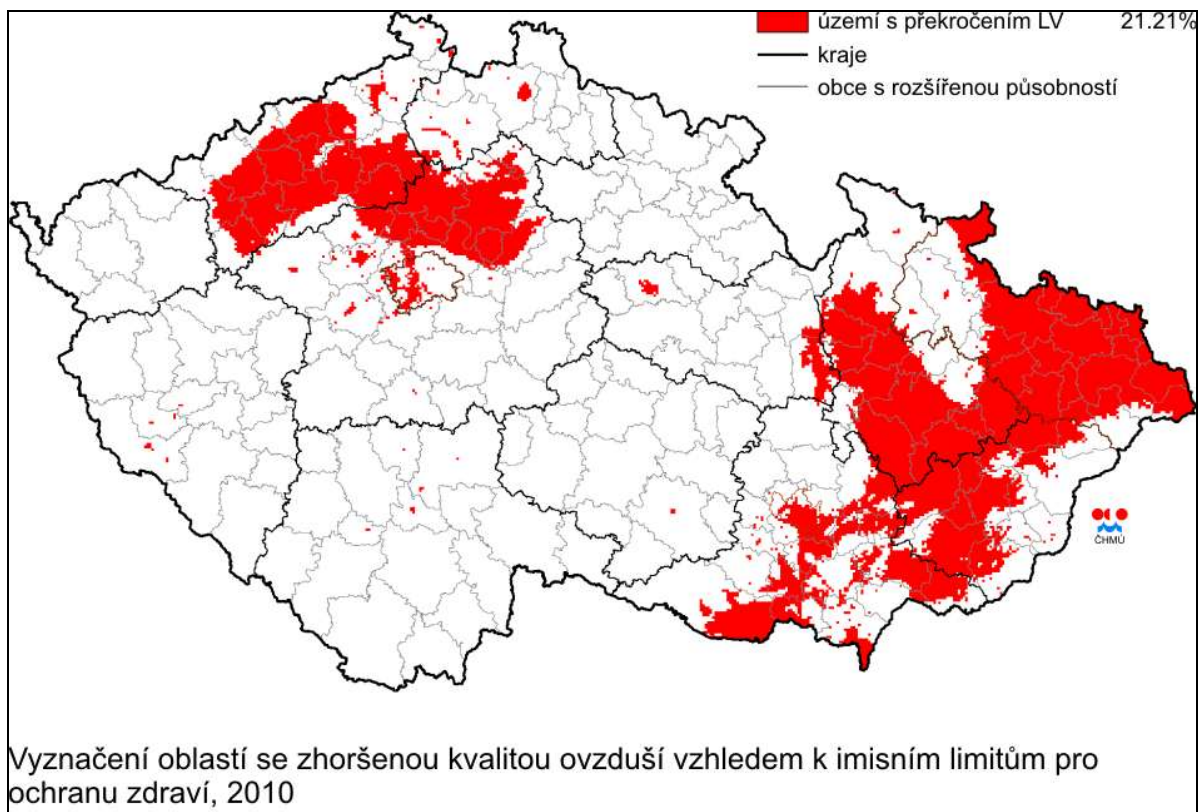 území s překročením LV 21.21%
kraje
obce s rozšířenou působností
ČHMÚ
Vyznačení oblastí se zhoršenou kvalitou ovzduší vzhledem k imisním limitům pro
ochranu zdraví, 2010